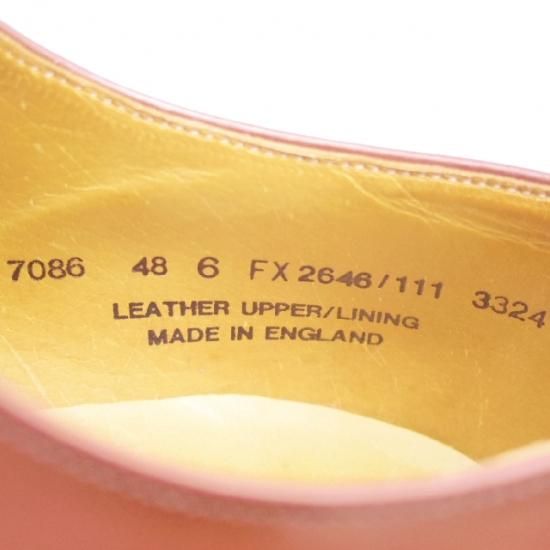 7086 48 6 FX 2646/111 3324
LEATHER UPPER/LINING
MADE IN ENGLAND